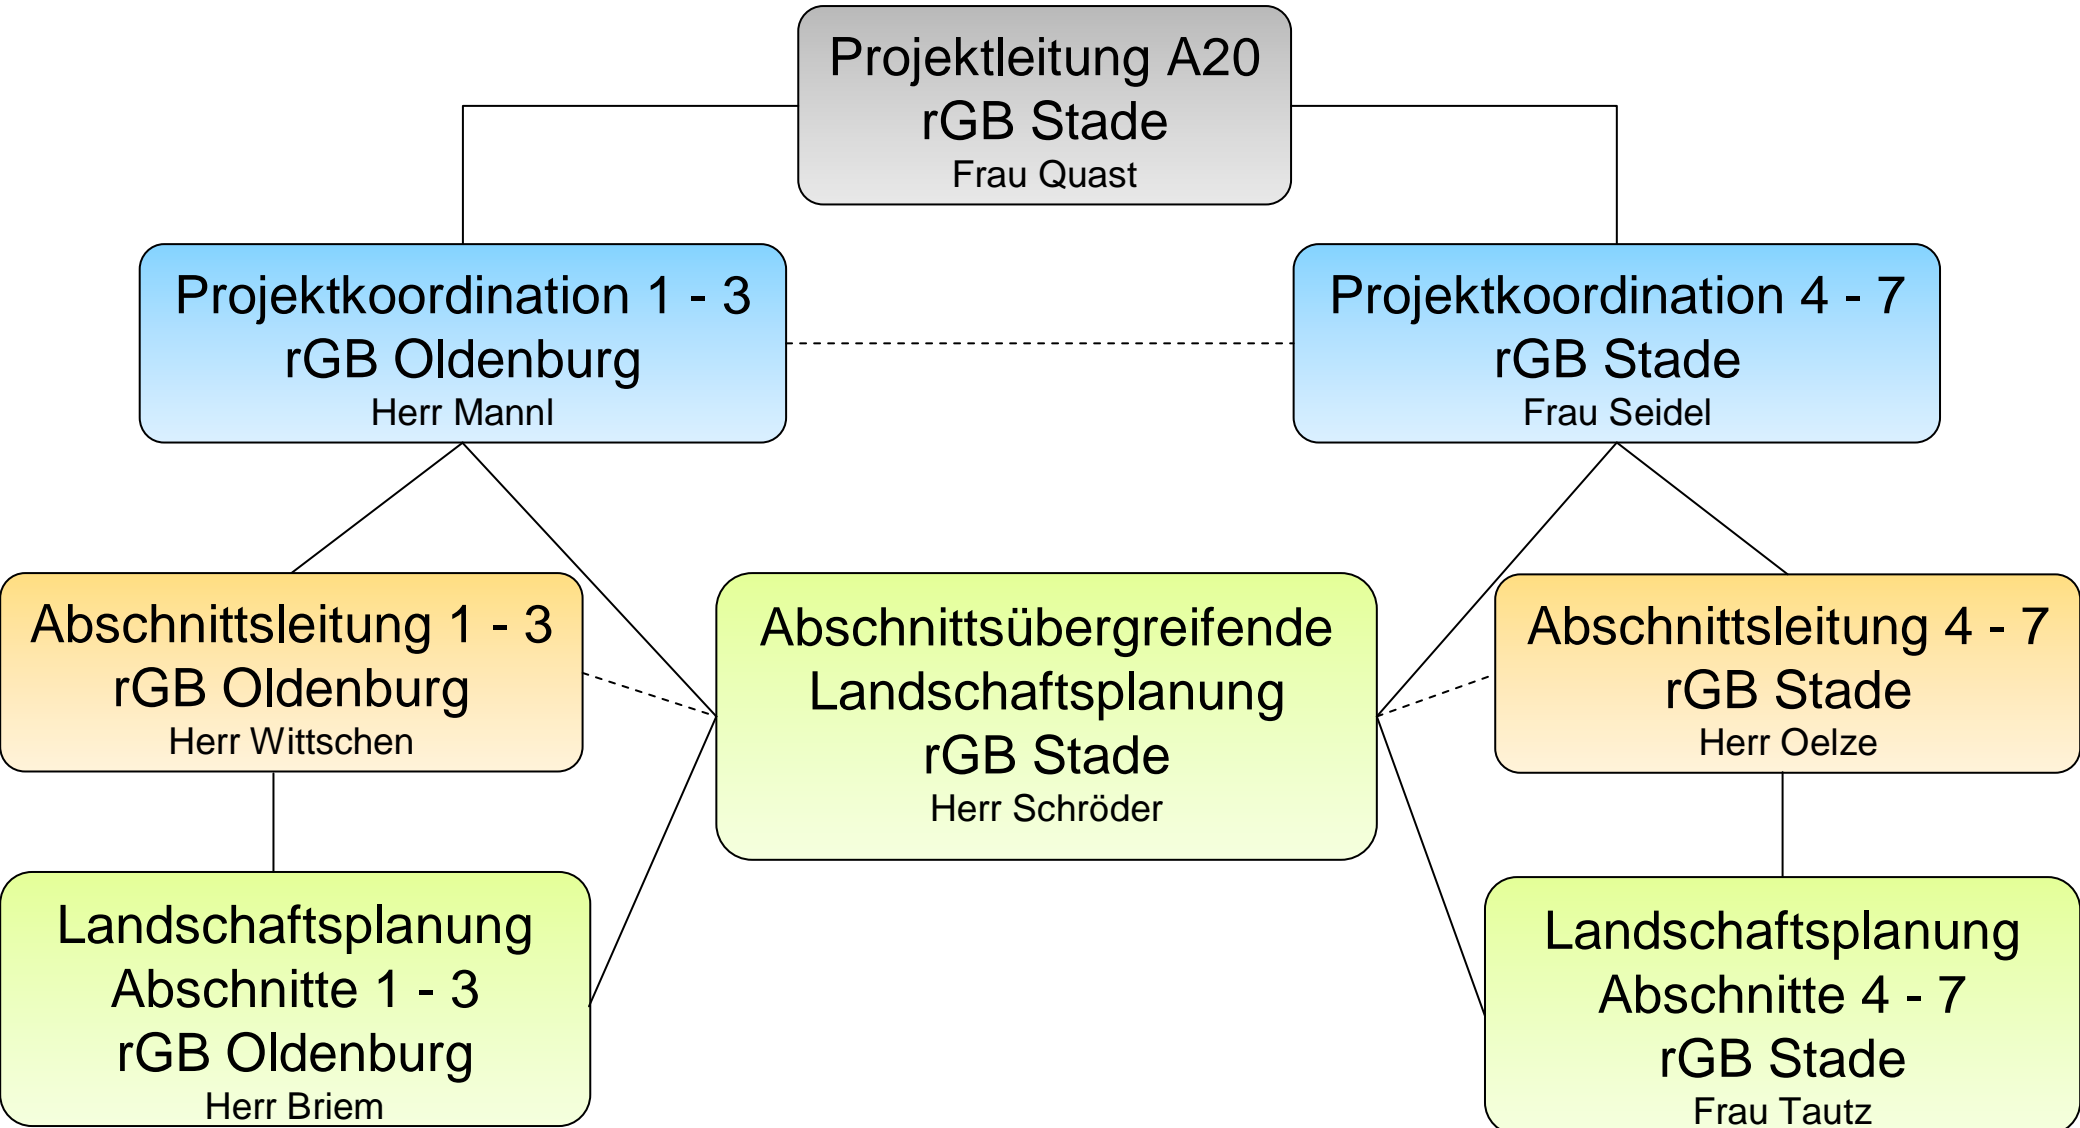 Projektleitung A20
rGB Stade
Frau Quast
Projektkoordination 1 - 3
rGB Oldenburg
Herr Mannl
Projektkoordination 4 - 7
rGB Stade
Frau Seidel
Abschnittsleitung 1 - 3
rGB Oldenburg
Herr Wittschen
Abschnittsübergreifende
Landschaftsplanung
rGB Stade
Herr Schröder
Abschnittsleitung 4 - 7
rGB Stade
Herr Oelze
Landschaftsplanung
Abschnitte 1 - 3
rGB Oldenburg
Herr Briem
Landschaftsplanung
Abschnitte 4 - 7
rGB Stade
Frau Tautz